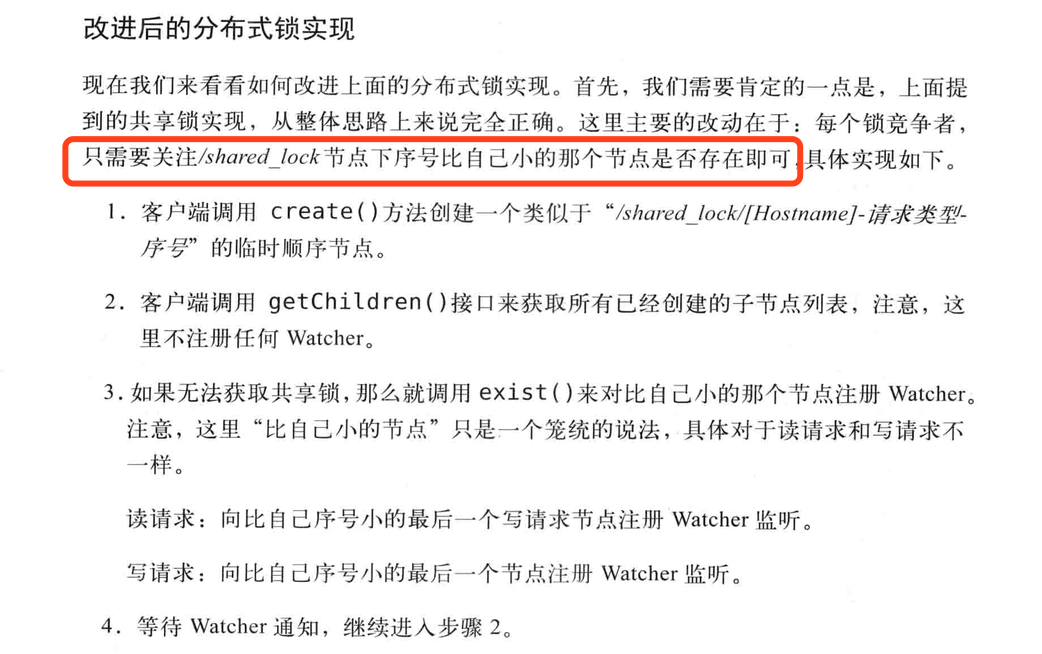 改进后的分布式锁实现
现在我们来看看如何改进上面的分布式锁实现。首先，我们需要肯定的一点是，上面提
到的共享锁实现，从整体思路上来说完全正确。这里主要的改动在于：每个锁竞争者，
只需要关注/shared_lock节点下序号比自己小的那个节点是否存在即可，具体实现如下。
1. 客户端调用 create()方法创建一个类似于“/shared_lock/[Hostname]-请求类型-
序号”的临时顺序节点。
2. 客户端调用 getChildren()接口来获取所有已经创建的子节点列表，注意，这
里不注册任何 Watcher。
3. 如果无法获取共享锁，那么就调用exist()来对比自己小的那个节点注册 Watcher。
注意，这里“比自己小的节点”只是一个笼统的说法，具体对于读请求和写请求不
一样。
读请求：向比自己序号小的最后一个写请求节点注册 Watcher 监听。
写请求：向比自己序号小的最后一个节点注册 Watcher 监听。
4. 等待 Watcher 通知，继续进入步骤 2。